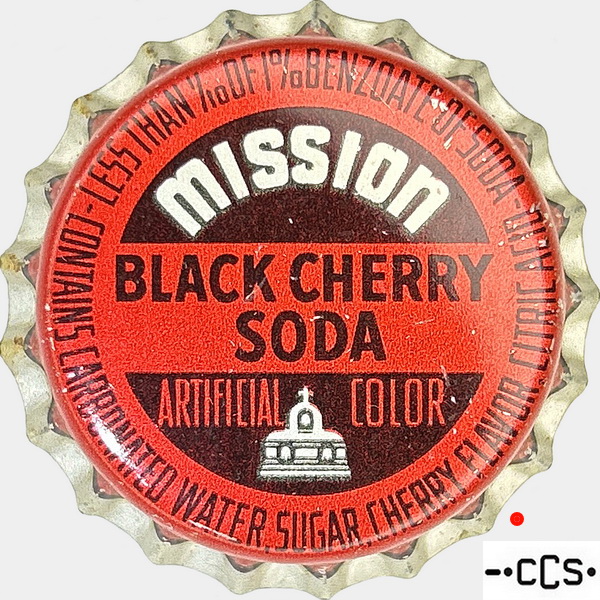 MISSION
BLACK CHERRY
SODA
ARTIFICIAL COLOR
CONTAINS CARBONATED WATER, SUGAR, CHERRY FLAVOR, CITRIC ACID - LESS THAN 1/10 OF 1% BENZOATE OF SODA -
-•CCS•